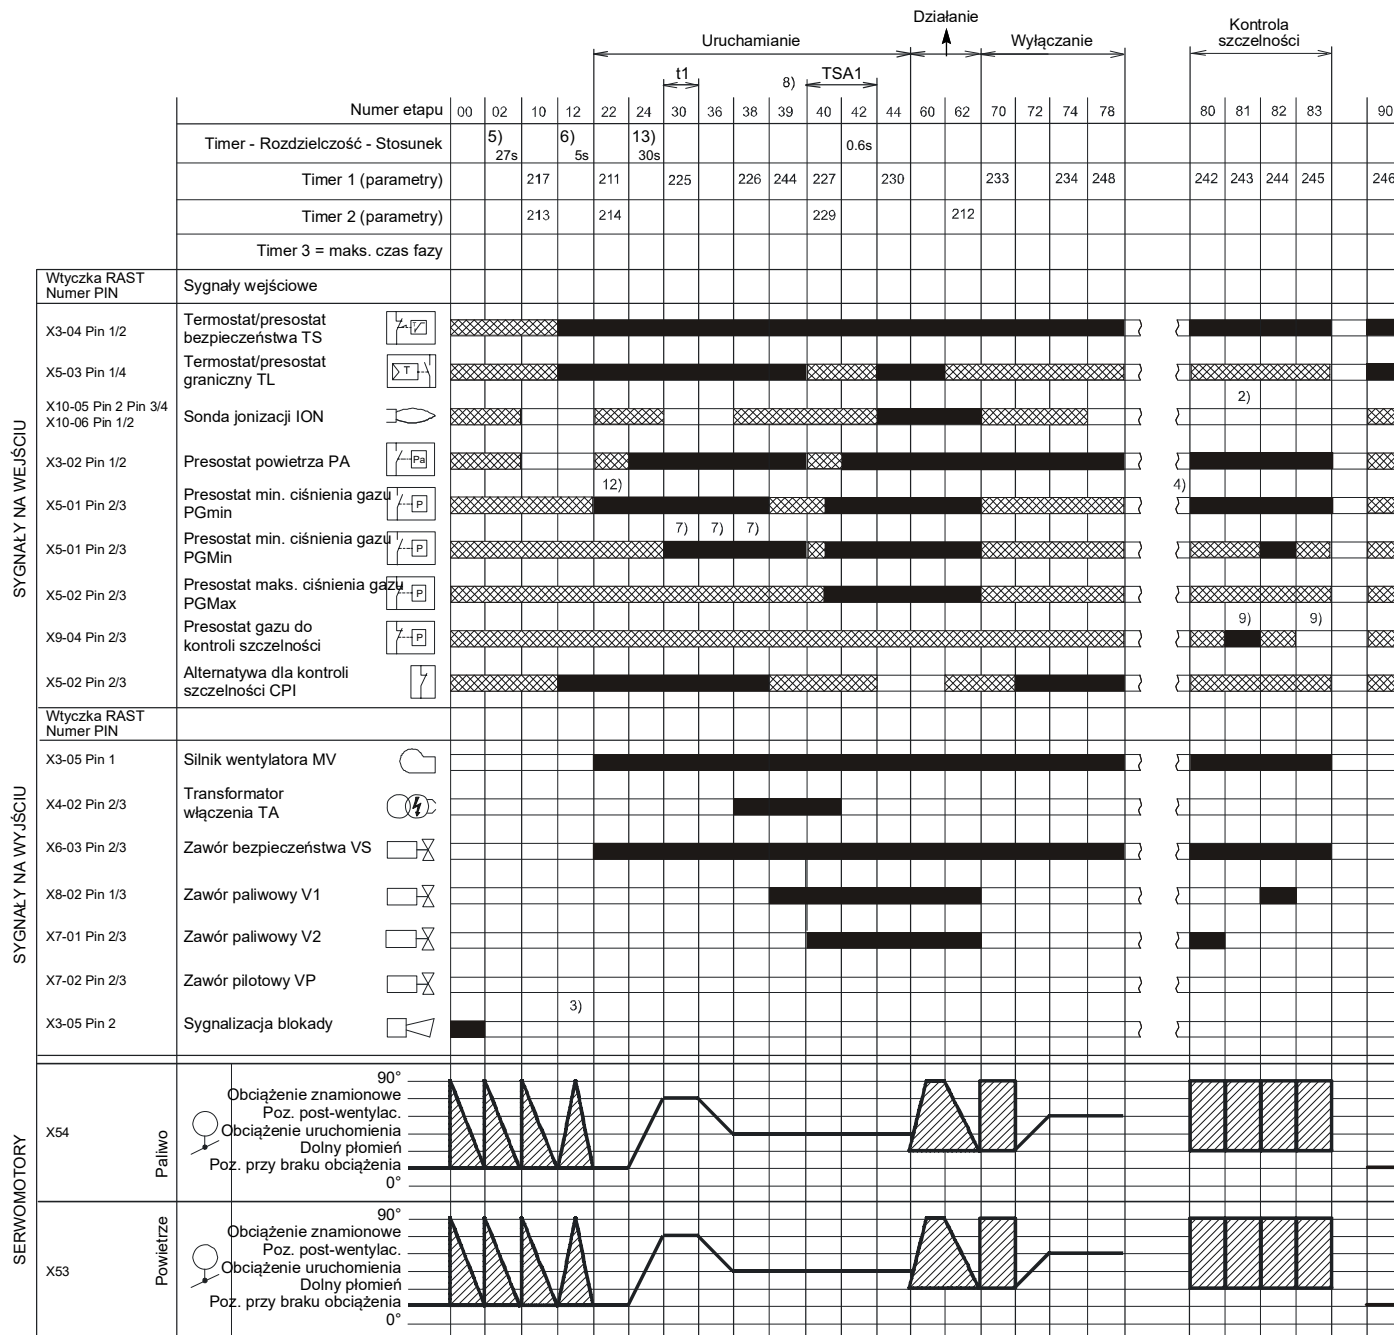 Uruchamianie
Działanie
Wyłączanie
Kontrola
szczelności
t1
8)
TSA1
Numer etapu 00 02 10 12 22 24 30 36 38 39 40 42 44 60 62 70 72 74 78 80 81 82 83 90
Timer - Rozdzielczość - Stosunek 5) 27s 6) 5s 13) 30s 0.6s
Timer 1 (parametry) 217 211 225 226 244 227 230 233 234 248 242 243 244 245 246
Timer 2 (parametry) 213 214 229 212
Timer 3 = maks. czas fazy
Wtyczka RAST
Numer PIN
Sygnały wejściowe
SYGNAŁY NA WEJŚCIU
X3-04 Pin 1/2
Termostat/presostat
bezpieczeństwa TS
X5-03 Pin 1/4
Termostat/presostat
graniczny TL
T
X10-05 Pin 2 Pin 3/4
X10-06 Pin 1/2
Sonda jonizacji ION
2)
X3-02 Pin 1/2
Presostat powietrza PA
Pa
12)
4)
X5-01 Pin 2/3
Presostat min. ciśnienia gazu
PGmin
P
7) 7) 7)
X5-01 Pin 2/3
Presostat min. ciśnienia gazu
PGMin
P
X5-02 Pin 2/3
Presostat maks. ciśnienia gazu
PGMax
P
9) 9)
X9-04 Pin 2/3
Presostat gazu do
kontroli szczelności
P
X5-02 Pin 2/3
Alternatywa dla kontroli
szczelności CPI
Wtyczka RAST
Numer PIN
SYGNAŁY NA WYJŚCIU
X3-05 Pin 1
Silnik wentylatora MV
X4-02 Pin 2/3
Transformator
włączenia TA
X6-03 Pin 2/3
Zawór bezpieczeństwa VS
X8-02 Pin 1/3
Zawór paliwowy V1
X7-01 Pin 2/3
Zawór paliwowy V2
X7-02 Pin 2/3
Zawór pilotowy VP
3)
X3-05 Pin 2
Sygnalizacja blokady
SERWOMOTORY
X54
Paliwo
90°
Obciążenie znamionowe
Poz. post-wentylac.
Obciążenie uruchomienia
Dolny płomień
Poz. przy braku obciążenia
0°
X53
Powietrze
90°
Obciążenie znamionowe
Poz. post-wentylac.
Obciążenie uruchomienia
Dolny płomień
Poz. przy braku obciążenia
0°